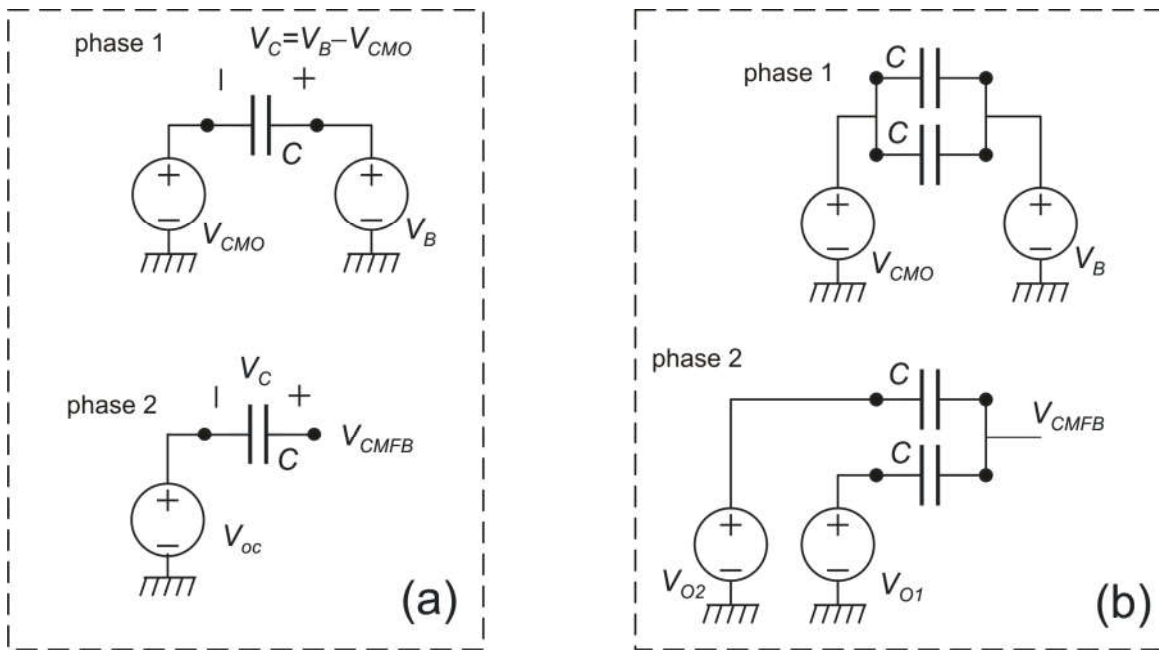 phase 1
V_C=V_B–V_CMO
| +
C
+ +
– –
V_CMO
V_B
V_C
phase 2
| +
V_CMFB
C
+
–
V_oc
(a)
C
phase 1
C
+ +
– –
V_CMO
V_B
phase 2
C
V_CMFB
C
+ +
– –
V_O2
V_O1
(b)